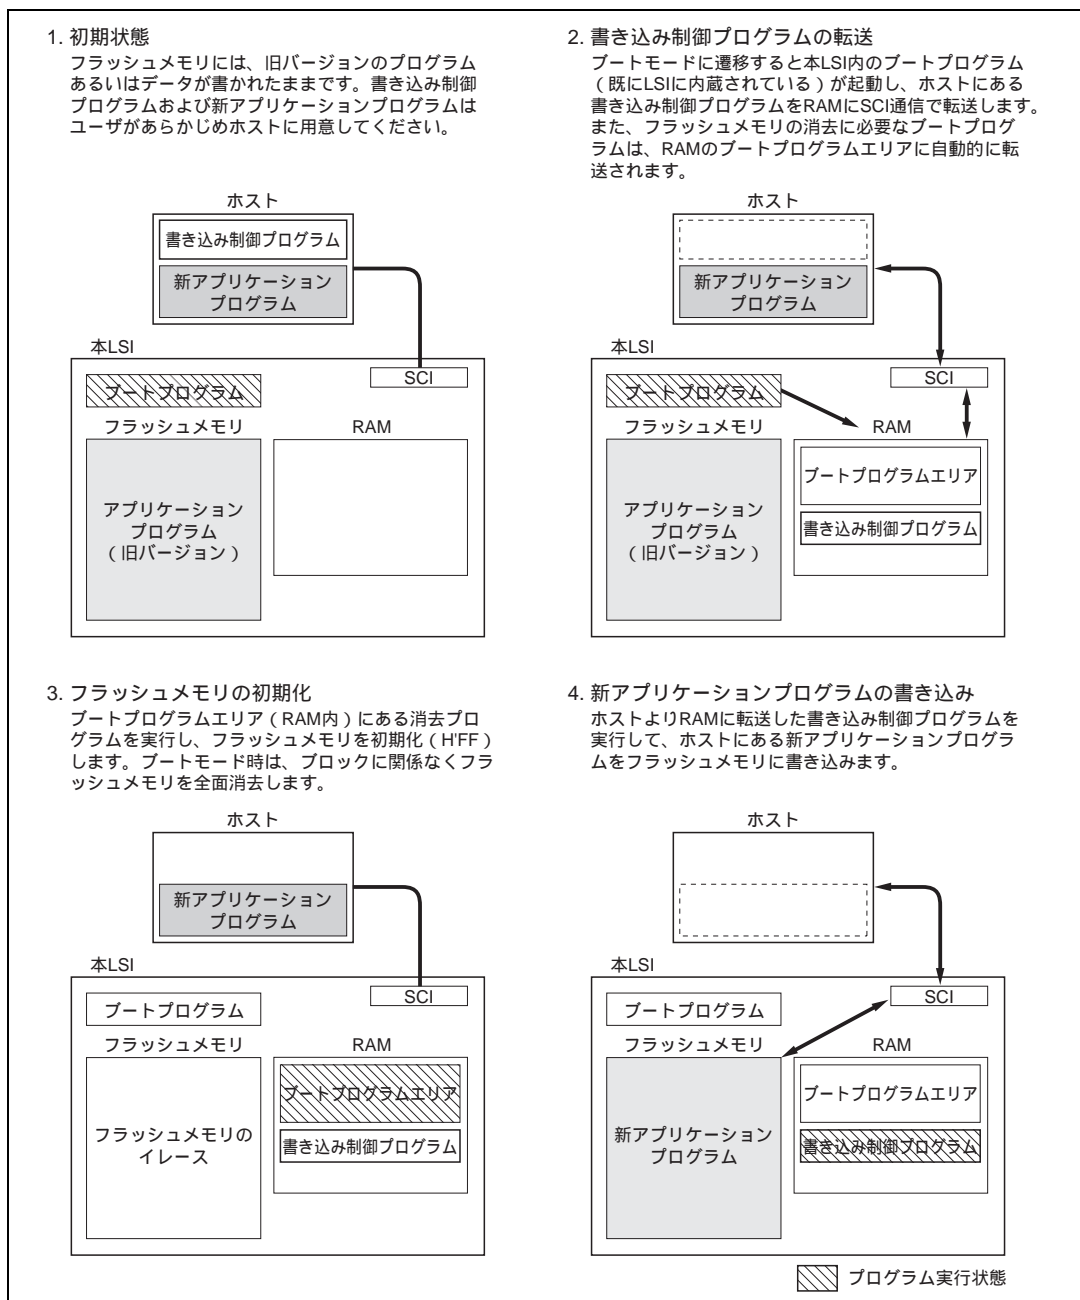 1. 初期状態
フラッシュメモリには、旧バージョンのプログラム
あるいはデータが書かれたままです。書き込み制御
プログラムおよび新アプリケーションプログラムは
ユーザがあらかじめホストに用意してください。
ホスト
書き込み制御プログラム
新アプリケーション
プログラム
本LSI
ブートプログラム
SCI
フラッシュメモリ
RAM
アプリケーション
プログラム
(旧バージョン)
2. 書き込み制御プログラムの転送
ブートモードに遷移すると本LSI内のブートプログラム
(既にLSIに内蔵されている)が起動し、ホストにある
書き込み制御プログラムをRAMにSCI通信で転送します。
また、フラッシュメモリの消去に必要なブートプログ
ラムは、RAMのブートプログラムエリアに自動的に転
送されます。
ホスト
新アプリケーション
プログラム
本LSI
ブートプログラム
SCI
フラッシュメモリ
RAM
アプリケーション
プログラム
(旧バージョン)
ブートプログラムエリア
書き込み制御プログラム
3. フラッシュメモリの初期化
ブートプログラムエリア(RAM内)にある消去プロ
グラムを実行し、フラッシュメモリを初期化(H'FF)
します。ブートモード時は、ブロックに関係なくフラ
ッシュメモリを全面消去します。
ホスト
新アプリケーション
プログラム
本LSI
ブートプログラム
SCI
フラッシュメモリ
RAM
フラッシュメモリの
イレース
ブートプログラムエリア
書き込み制御プログラム
4. 新アプリケーションプログラムの書き込み
ホストよりRAMに転送した書き込み制御プログラムを
実行して、ホストにある新アプリケーションプログラ
ムをフラッシュメモリに書き込みます。
ホスト
本LSI
ブートプログラム
SCI
フラッシュメモリ
RAM
新アプリケーション
プログラム
ブートプログラムエリア
書き込み制御プログラム
プログラム実行状態